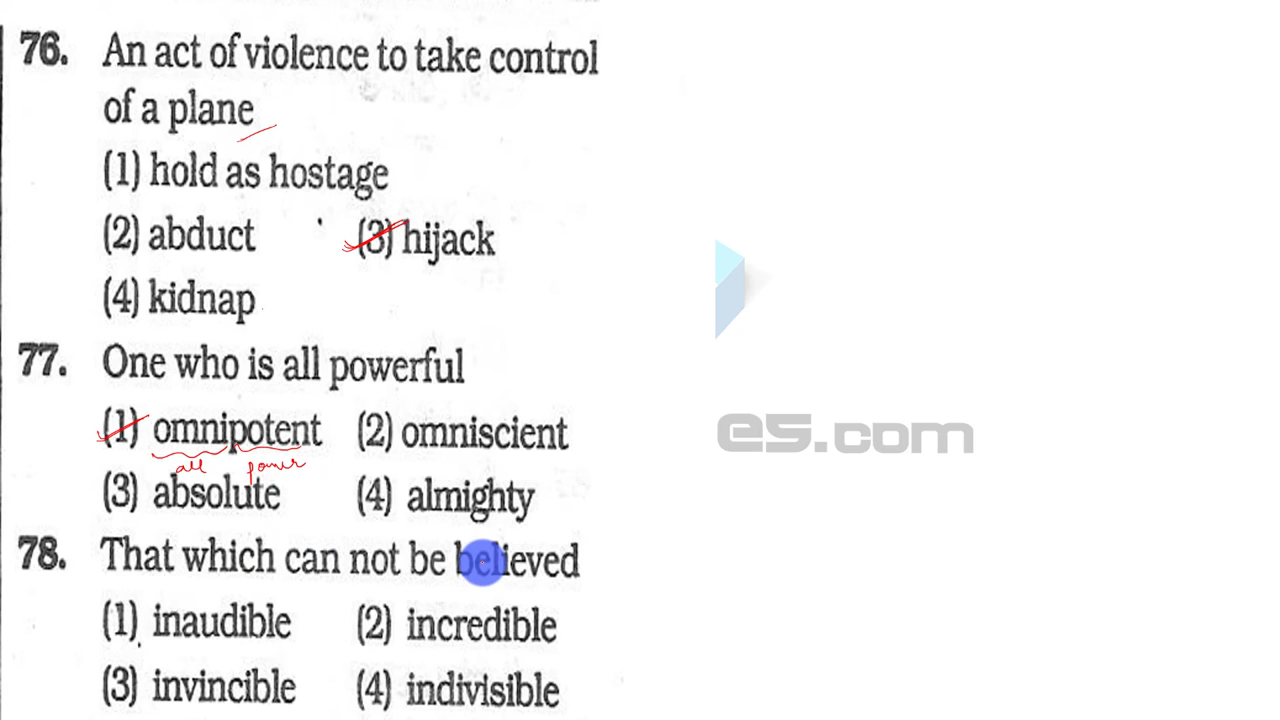 76. An act of violence to take control
of a plane
(1) hold as hostage
(2) abduct (3) hijack
(4) kidnap
77. One who is all powerful
(1) omnipotent (2) omniscient
all power
(3) absolute (4) almighty
78. That which can not be believed
(1) inaudible (2) incredible
(3) invincible (4) indivisible
es.com